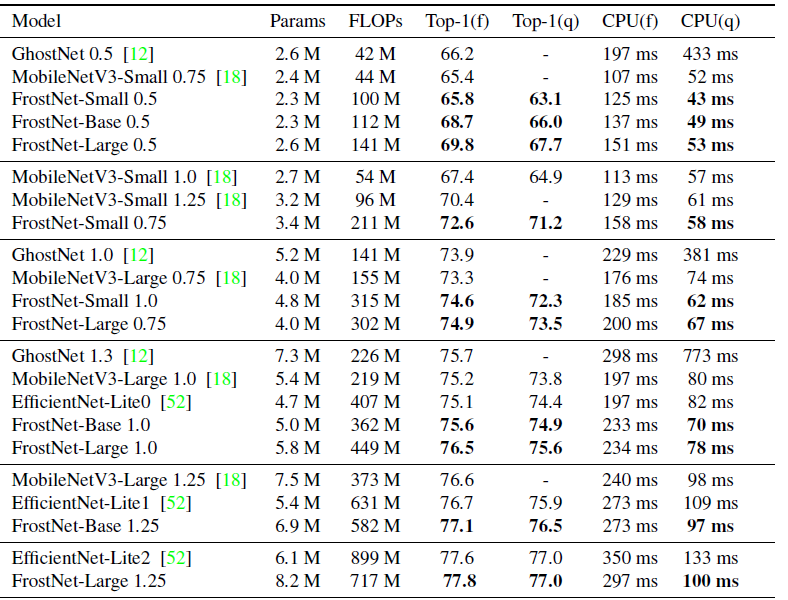 Model Params FLOPs Top-1(f) Top-1(q) CPU(f) CPU(q)
GhostNet 0.5 [12] 2.6 M 42 M 66.2 - 197 ms 433 ms
MobileNetV3-Small 0.75 [18] 2.4 M 44 M 65.4 - 107 ms 52 ms
FrostNet-Small 0.5 2.3 M 100 M 65.8 63.1 125 ms 43 ms
FrostNet-Base 0.5 2.3 M 112 M 68.7 66.0 137 ms 49 ms
FrostNet-Large 0.5 2.6 M 141 M 69.8 67.7 151 ms 53 ms
MobileNetV3-Small 1.0 [18] 2.7 M 54 M 67.4 64.9 113 ms 57 ms
MobileNetV3-Small 1.25 [18] 3.2 M 96 M 70.4 - 129 ms 61 ms
FrostNet-Small 0.75 3.4 M 211 M 72.6 71.2 158 ms 58 ms
GhostNet 1.0 [12] 5.2 M 141 M 73.9 - 229 ms 381 ms
MobileNetV3-Large 0.75 [18] 4.0 M 155 M 73.3 - 176 ms 74 ms
FrostNet-Small 1.0 4.8 M 315 M 74.6 72.3 185 ms 62 ms
FrostNet-Large 0.75 4.0 M 302 M 74.9 73.5 200 ms 67 ms
GhostNet 1.3 [12] 7.3 M 226 M 75.7 - 298 ms 773 ms
MobileNetV3-Large 1.0 [18] 5.4 M 219 M 75.2 73.8 197 ms 80 ms
EfficientNet-Lite0 [52] 4.7 M 407 M 75.1 74.4 197 ms 82 ms
FrostNet-Base 1.0 5.0 M 362 M 75.6 74.9 233 ms 70 ms
FrostNet-Large 1.0 5.8 M 449 M 76.5 75.6 234 ms 78 ms
MobileNetV3-Large 1.25 [18] 7.5 M 373 M 76.6 - 240 ms 98 ms
EfficientNet-Lite1 [52] 5.4 M 631 M 76.7 75.9 273 ms 109 ms
FrostNet-Base 1.25 6.9 M 582 M 77.1 76.5 273 ms 97 ms
EfficientNet-Lite2 [52] 6.1 M 899 M 77.6 77.0 350 ms 133 ms
FrostNet-Large 1.25 8.2 M 717 M 77.8 77.0 297 ms 100 ms